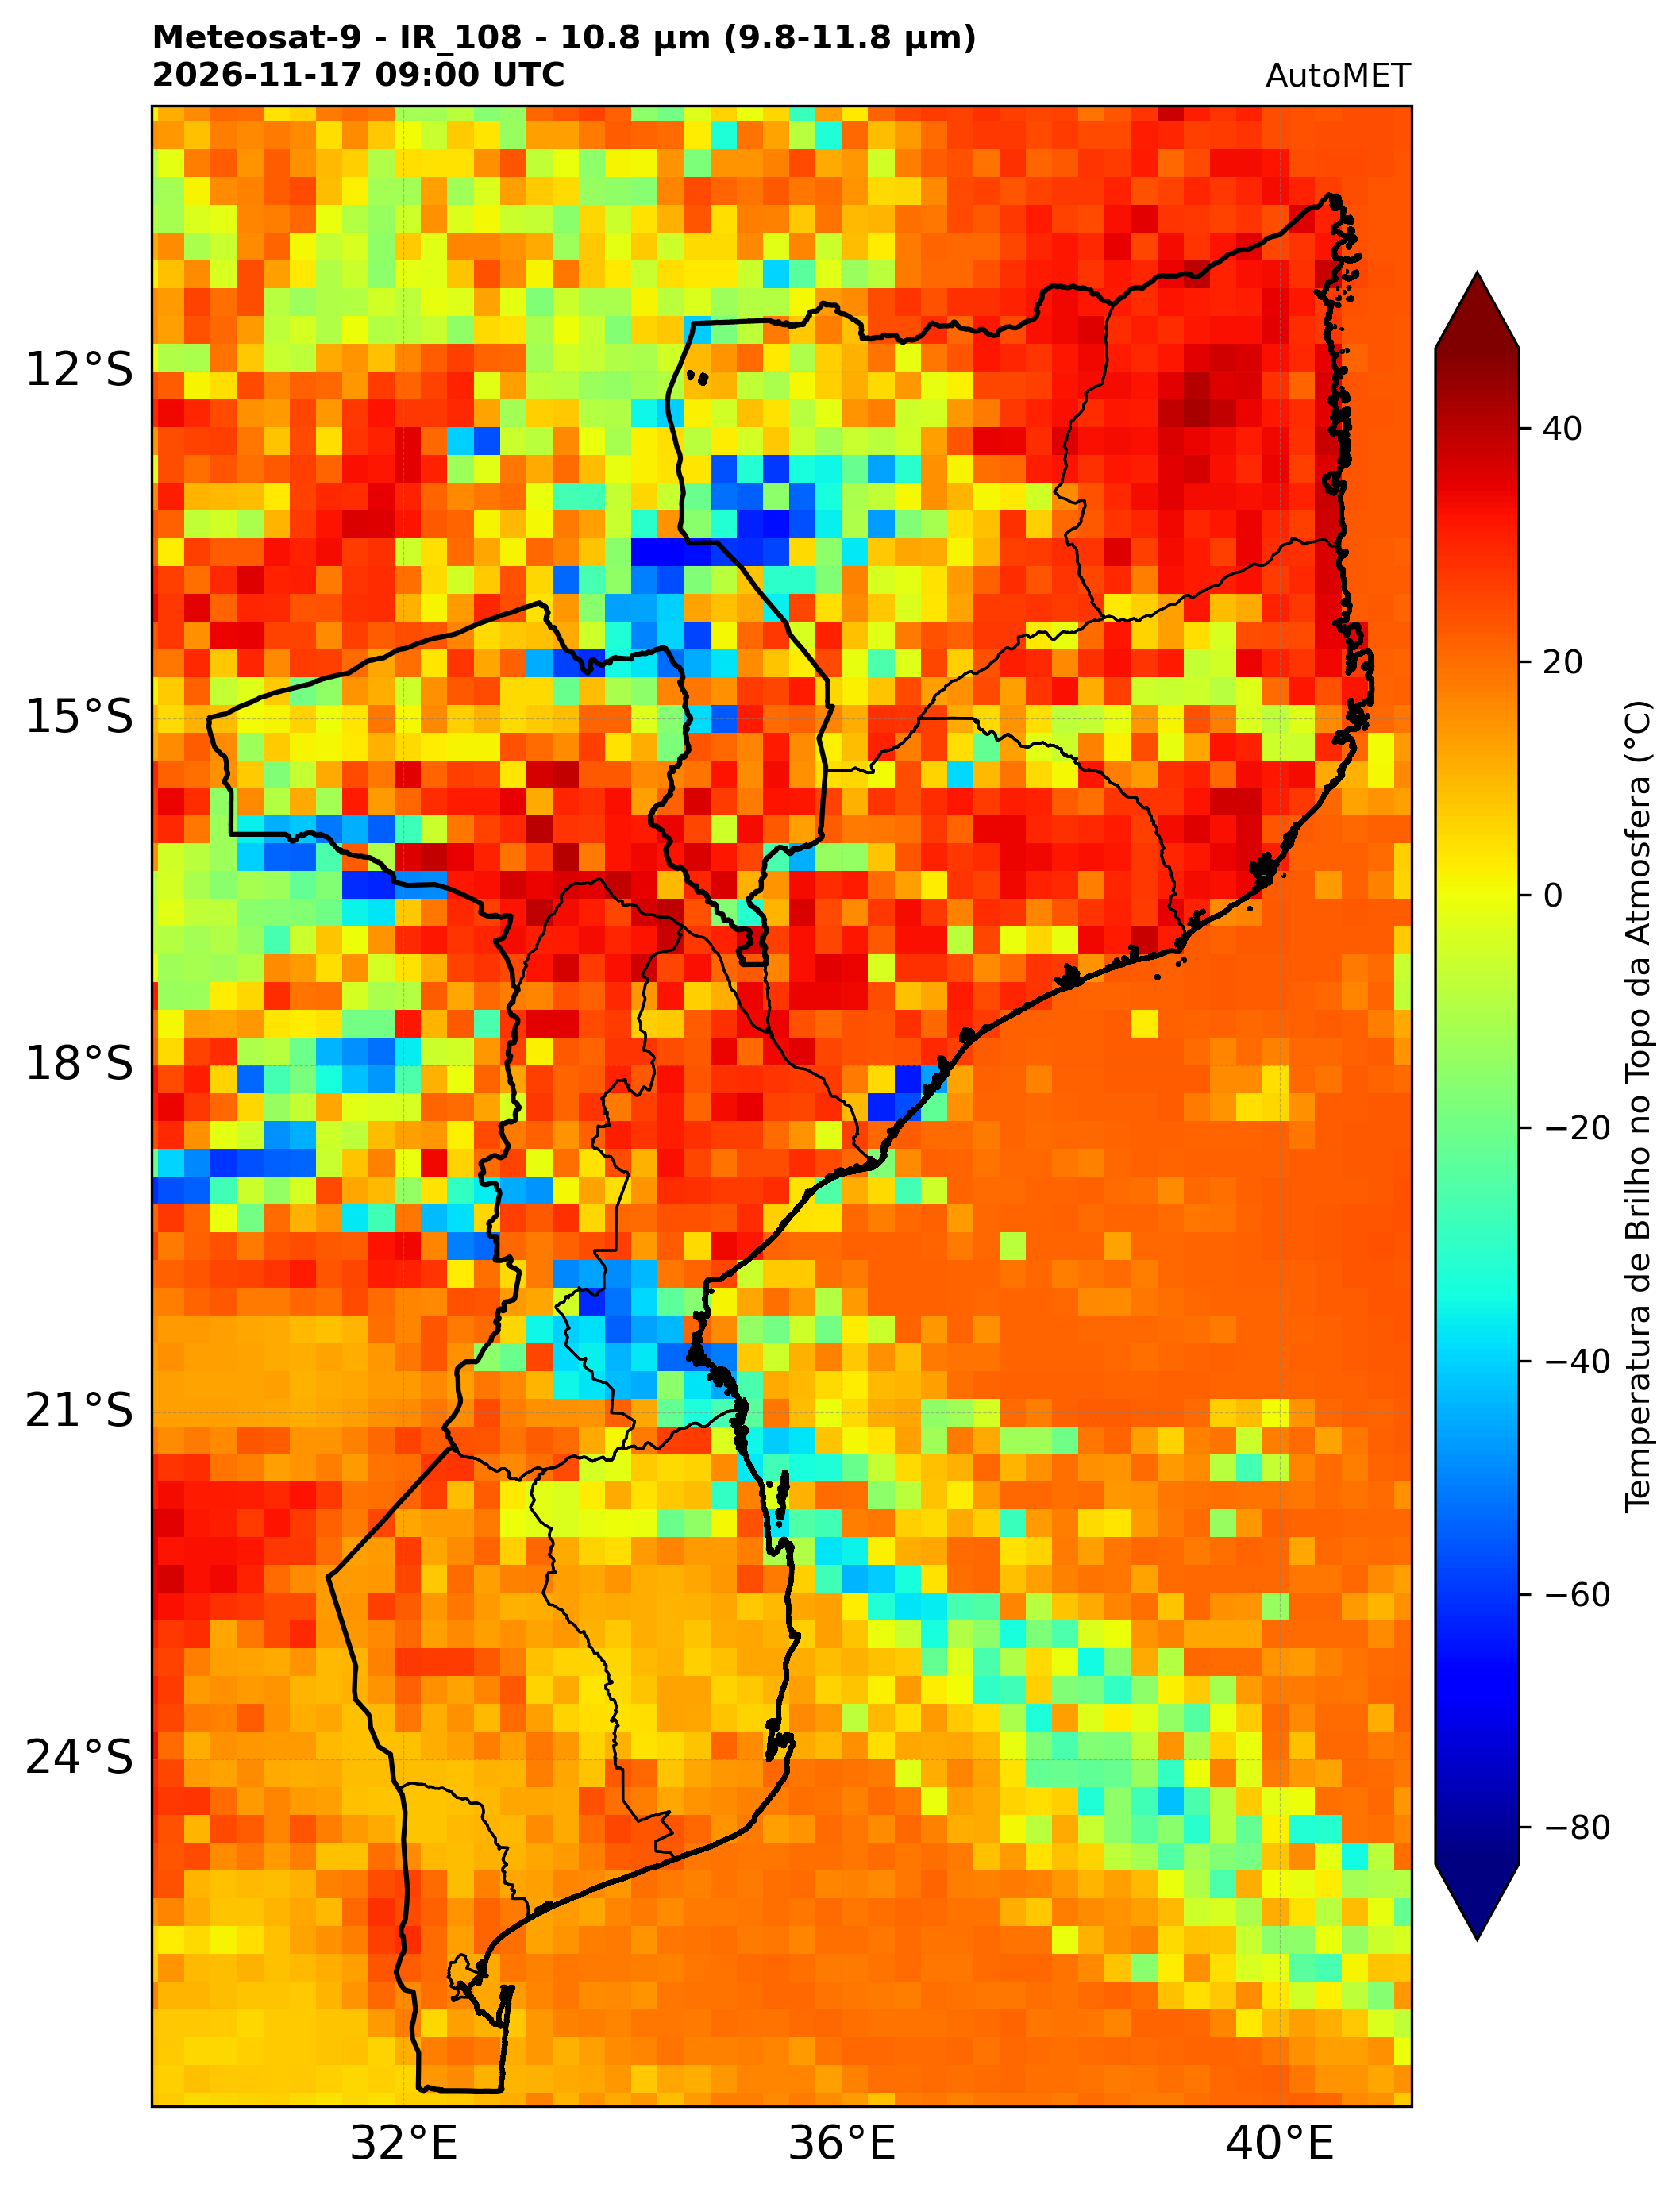 Meteosat-9 - IR_108 - 10.8 µm (9.8-11.8 µm)
2026-11-17 09:00 UTC
AutoMET
12°S
15°S
18°S
21°S
24°S
32°E
36°E
40°E
40
20
0
−20
−40
−60
−80
Temperatura de Brilho no Topo da Atmosfera (°C)